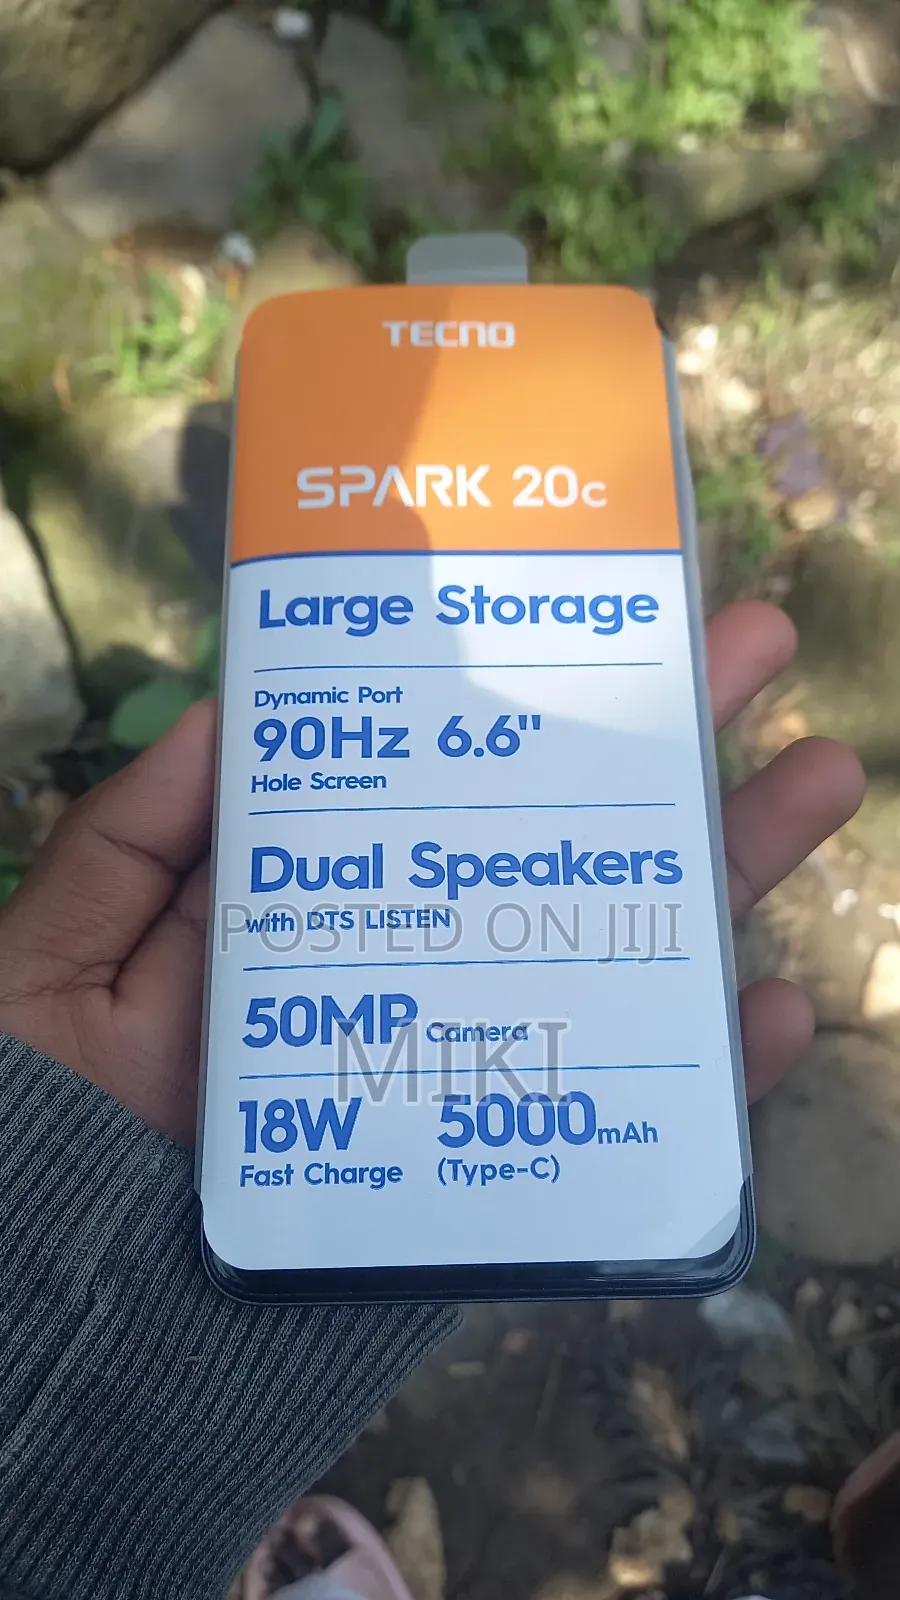 TECNO
SPARK 20c
Large Storage
Dynamic Port
90Hz 6.6"
Hole Screen
Dual Speakers
with DTS LISTEN
POSTED ON JIJI
50MP Camera
MIKI
18W 5000mAh
Fast Charge (Type-C)